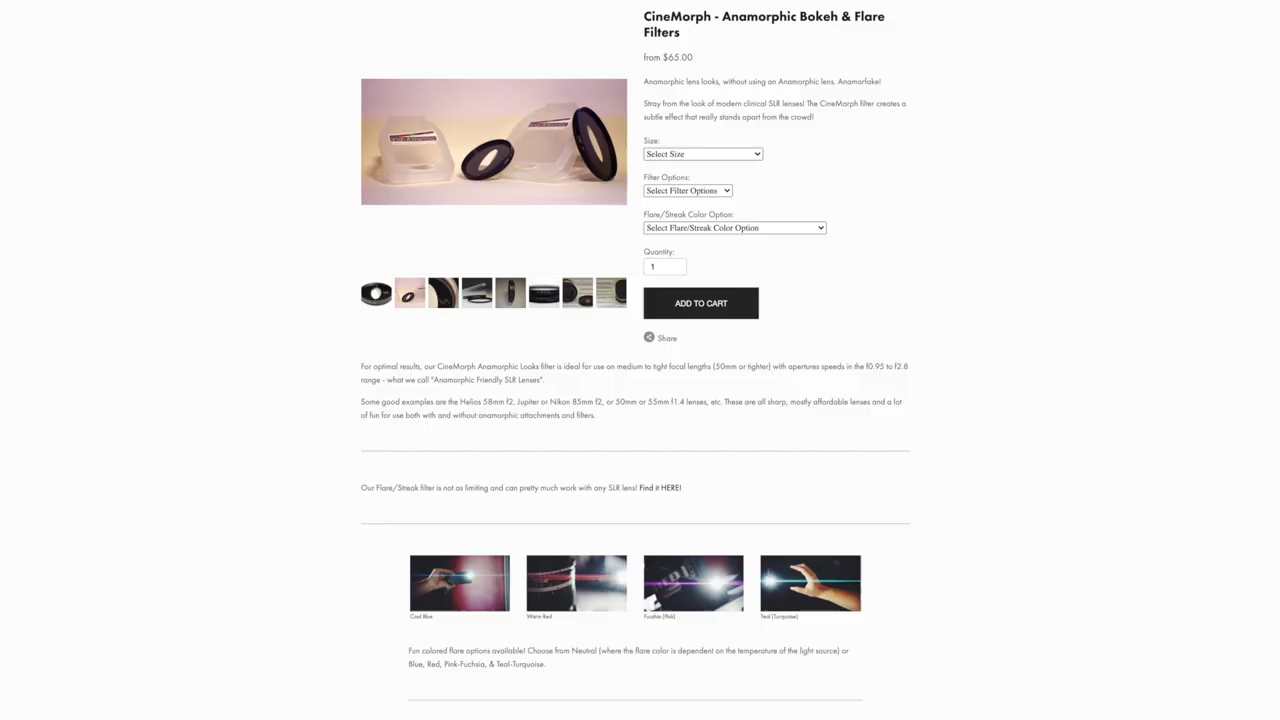 CineMorph - Anamorphic Bokeh & Flare
Filters
from $65.00
Anamorphic lens looks, without using an Anamorphic lens. Anamorfake!
Stray from the look of modern clinical SLR lenses! The CineMorph filter creates a
subtle effect that really stands apart from the crowd!
Size:
Select Size
Filter Options:
Select Filter Options
Flare/Streak Color Option:
Select Flare/Streak Color Option
Quantity:
1
ADD TO CART
Share
For optimal results, our CineMorph Anamorphic Looks filter is ideal for use on medium to tight focal lengths (50mm or tighter) with apertures speeds in the f0.95 to f2.8
range - what we call "Anamorphic Friendly SLR Lenses".
Some good examples are the Helios 58mm f2, Jupiter or Nikon 85mm f2, or 50mm or 55mm f1.4 lenses, etc. These are all sharp, mostly affordable lenses and a lot
of fun for use both with and without anamorphic attachments and filters.
Our Flare/Streak filter is not as limiting and can pretty much work with any SLR lens! Find it HERE!
Cool Blue
Warm Red
Fucshia (Pink)
Teal (Turquoise)
Fun colored flare options available! Choose from Neutral (where the flare color is dependent on the temperature of the light source) or
Blue, Red, Pink-Fuchsia, & Teal-Turquoise.